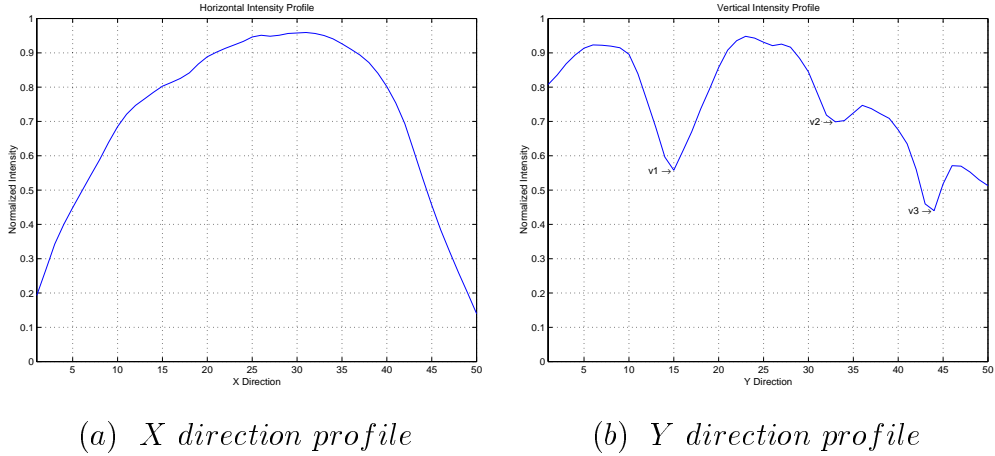 Horizontal Intensity Profile
1
0.9
0.8
0.7
0.6
0.5
0.4
0.3
0.2
0.1
0
Normalized Intensity
5 10 15 20 25 30 35 40 45 50
X Direction
(a) X direction profile
Vertical Intensity Profile
1
0.9
0.8
0.7
0.6
0.5
0.4
0.3
0.2
0.1
0
Normalized Intensity
v1 →
v2 →
v3 →
5 10 15 20 25 30 35 40 45 50
Y Direction
(b) Y direction profile